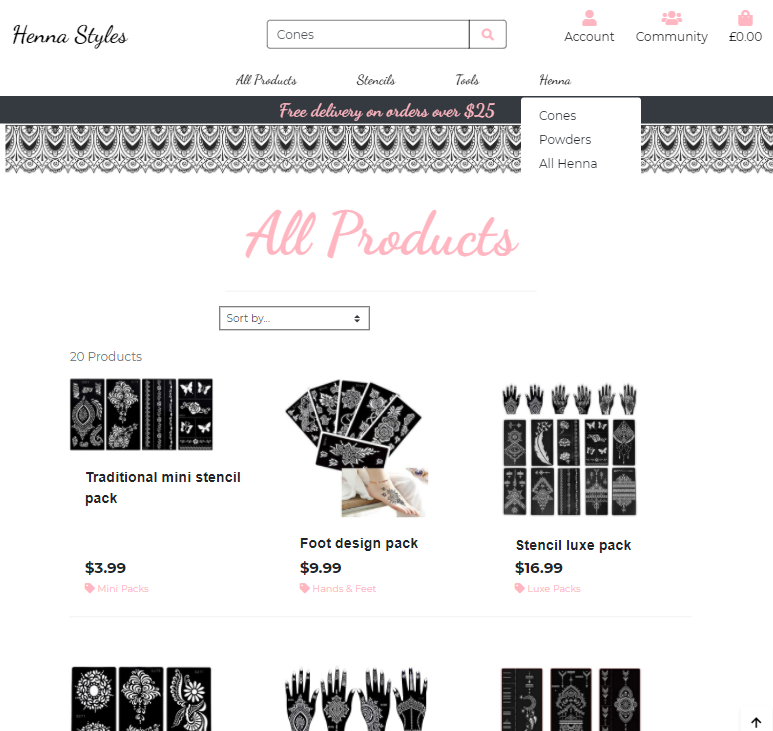 Henna Styles
Cones
Account
Community
£0.00
All Products
Stencils
Tools
Henna
Free delivery on orders over $25
Cones
Powders
All Henna
All Products
Sort by...
20 Products
Traditional mini stencil
pack
$3.99
Mini Packs
Foot design pack
$9.99
Hands & Feet
Stencil luxe pack
$16.99
Luxe Packs